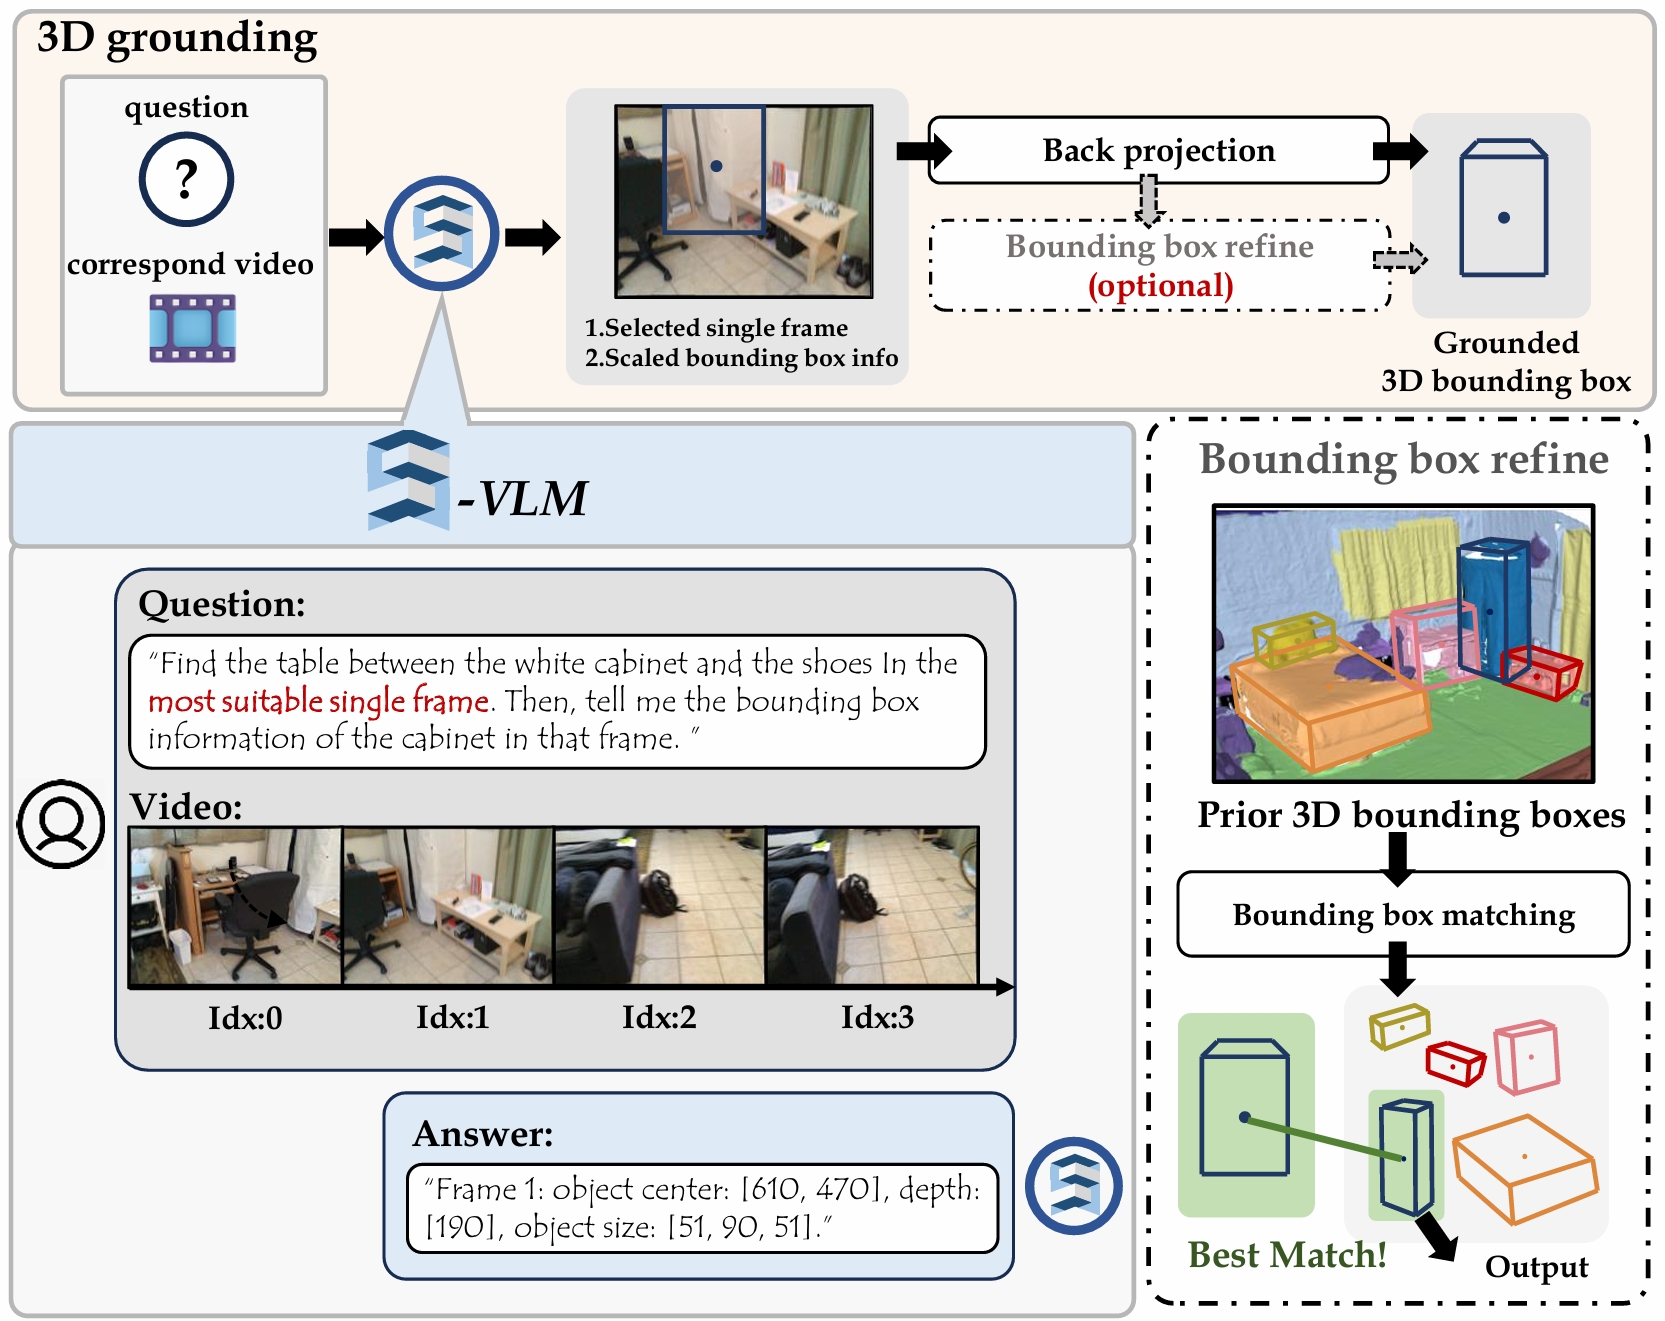 3D grounding
question
?
correspond video
1.Selected single frame
2.Scaled bounding box info
Back projection
Bounding box refine
(optional)
Grounded
3D bounding box
-VLM
Question:
“Find the table between the white cabinet and the shoes In the
most suitable single frame. Then, tell me the bounding box
information of the cabinet in that frame. ”
Video:
Idx:0
Idx:1
Idx:2
Idx:3
Answer:
“Frame 1: object center: [610, 470], depth:
[190], object size: [51, 90, 51].”
Bounding box refine
Prior 3D bounding boxes
Bounding box matching
Best Match!
Output